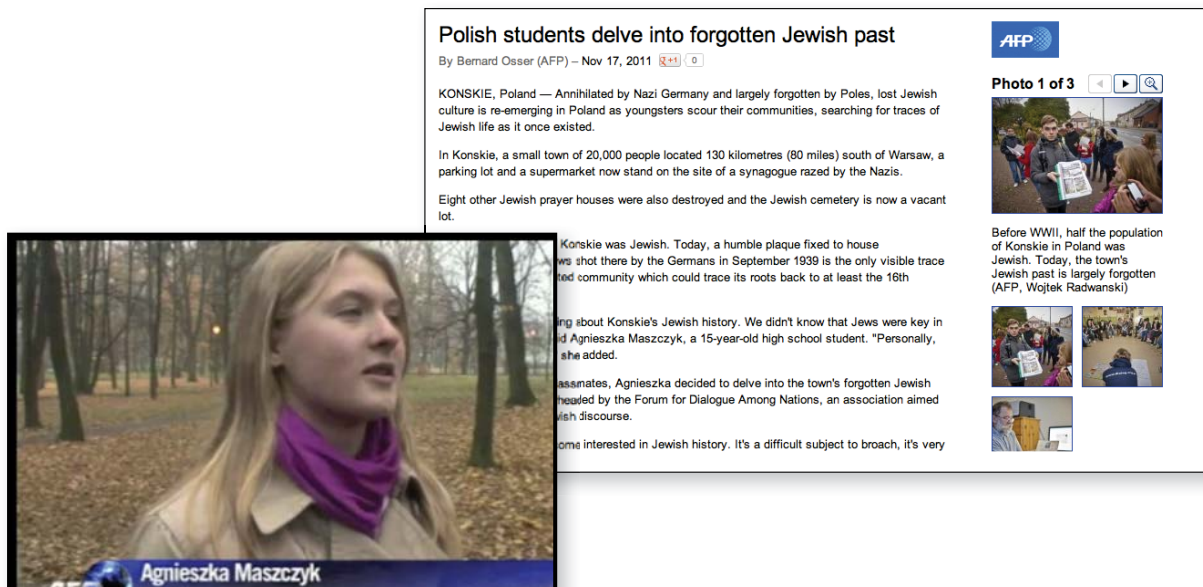 Polish students delve into forgotten Jewish past
By Bernard Osser (AFP) – Nov 17, 2011 +1 0
KONSKIE, Poland — Annihilated by Nazi Germany and largely forgotten by Poles, lost Jewish
culture is re-emerging in Poland as youngsters scour their communities, searching for traces of
Jewish life as it once existed.
In Konskie, a small town of 20,000 people located 130 kilometres (80 miles) south of Warsaw, a
parking lot and a supermarket now stand on the site of a synagogue razed by the Nazis.
Eight other Jewish prayer houses were also destroyed and the Jewish cemetery is now a vacant
lot.
Konskie was Jewish. Today, a humble plaque fixed to house
shot there by the Germans in September 1939 is the only visible trace
community which could trace its roots back to at least the 16th
about Konskie's Jewish history. We didn't know that Jews were key in
Agnieszka Maszczyk, a 15-year-old high school student. "Personally,
she added.
Agnieszka decided to delve into the town's forgotten Jewish
by the Forum for Dialogue Among Nations, an association aimed
discourse.
interested in Jewish history. It's a difficult subject to broach, it's very
AFP
Photo 1 of 3
Before WWII, half the population
of Konskie in Poland was
Jewish. Today, the town's
Jewish past is largely forgotten
(AFP, Wojtek Radwanski)
Agnieszka Maszczyk